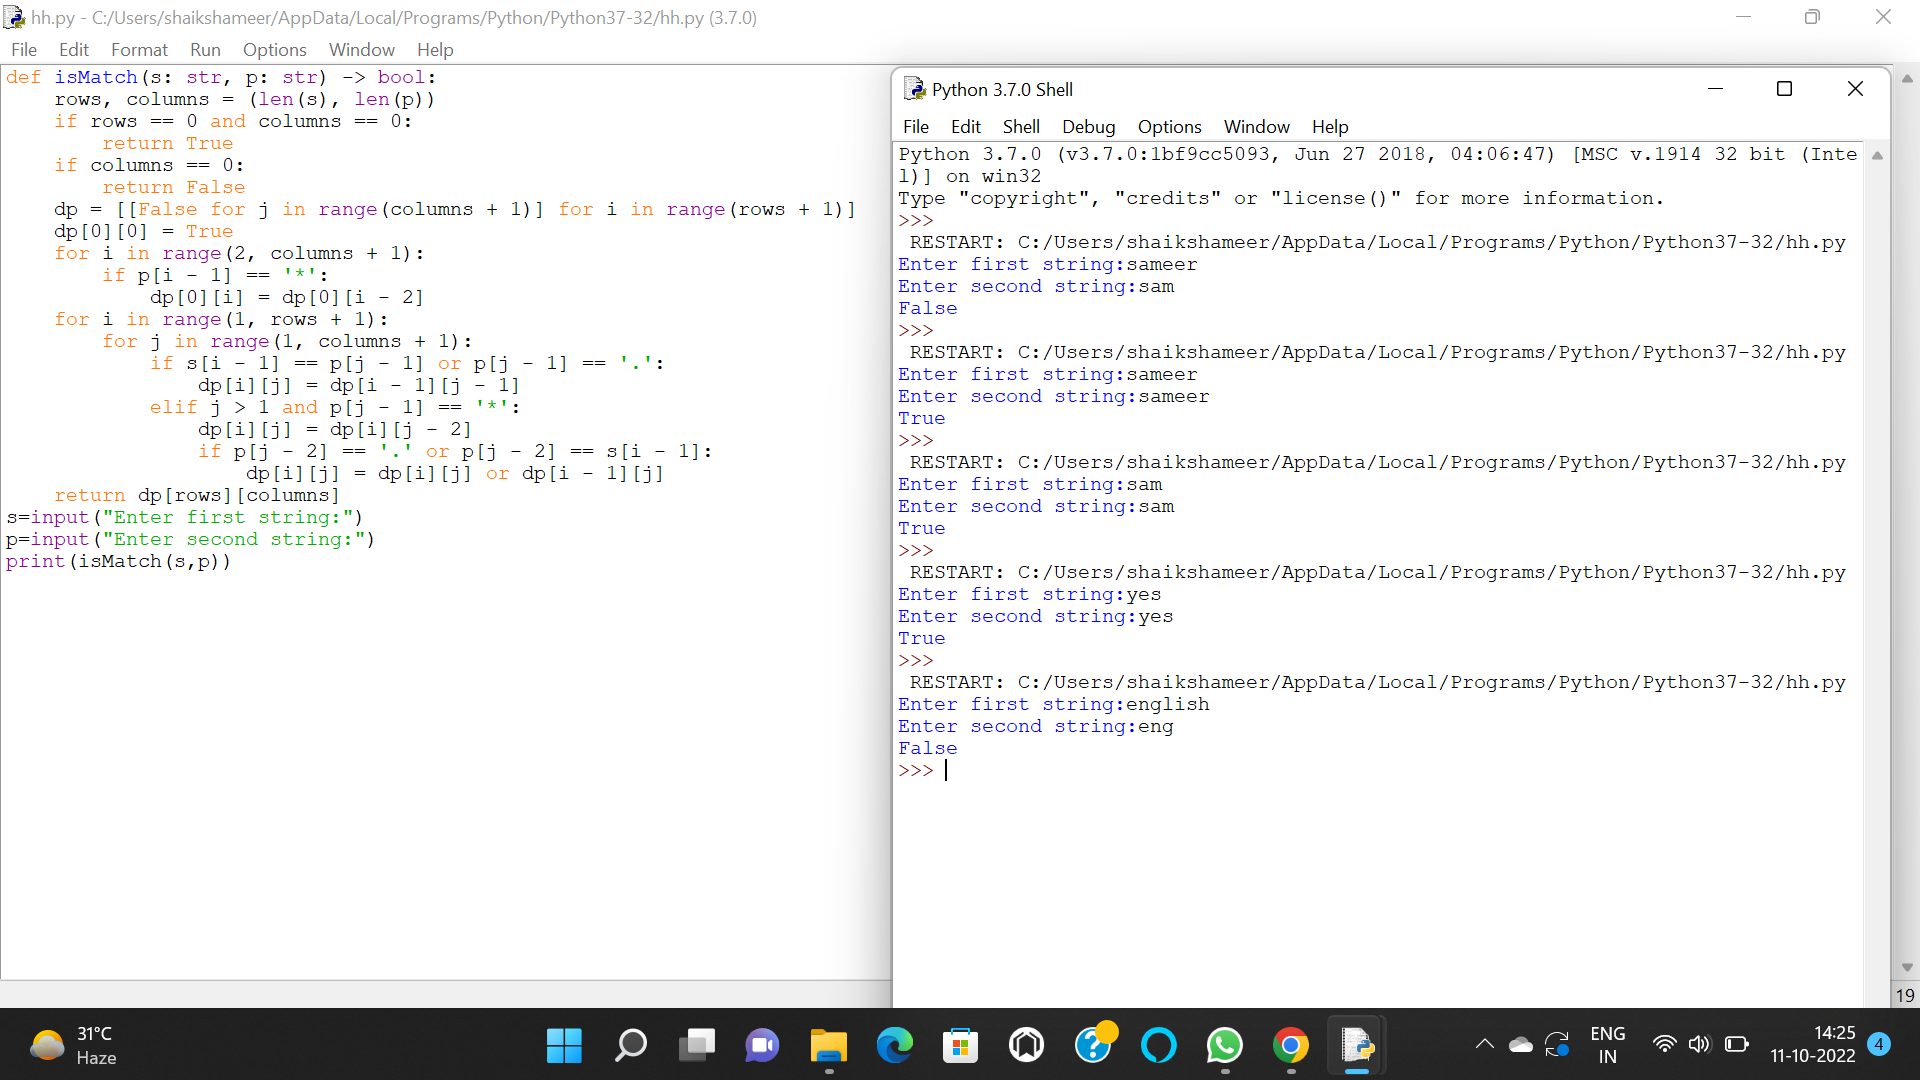 hh.py - C:/Users/shaikshameer/AppData/Local/Programs/Python/Python37-32/hh.py (3.7.0)
File Edit Format Run Options Window Help
def isMatch(s: str, p: str) -> bool:
    rows, columns = (len(s), len(p))
    if rows == 0 and columns == 0:
        return True
    if columns == 0:
        return False
    dp = [[False for j in range(columns + 1)] for i in range(rows + 1)]
    dp[0][0] = True
    for i in range(2, columns + 1):
        if p[i - 1] == '*':
            dp[0][i] = dp[0][i - 2]
    for i in range(1, rows + 1):
        for j in range(1, columns + 1):
            if s[i - 1] == p[j - 1] or p[j - 1] == '.':
                dp[i][j] = dp[i - 1][j - 1]
            elif j > 1 and p[j - 1] == '*':
                dp[i][j] = dp[i][j - 2]
                if p[j - 2] == '.' or p[j - 2] == s[i - 1]:
                    dp[i][j] = dp[i][j] or dp[i - 1][j]
    return dp[rows][columns]
s=input("Enter first string:")
p=input("Enter second string:")
print(isMatch(s,p))
Python 3.7.0 Shell
File Edit Shell Debug Options Window Help
Python 3.7.0 (v3.7.0:1bf9cc5093, Jun 27 2018, 04:06:47) [MSC v.1914 32 bit (Inte
l)] on win32
Type "copyright", "credits" or "license()" for more information.
>>>
 RESTART: C:/Users/shaikshameer/AppData/Local/Programs/Python/Python37-32/hh.py
Enter first string:sameer
Enter second string:sam
False
>>>
 RESTART: C:/Users/shaikshameer/AppData/Local/Programs/Python/Python37-32/hh.py
Enter first string:sameer
Enter second string:sameer
True
>>>
 RESTART: C:/Users/shaikshameer/AppData/Local/Programs/Python/Python37-32/hh.py
Enter first string:sam
Enter second string:sam
True
>>>
 RESTART: C:/Users/shaikshameer/AppData/Local/Programs/Python/Python37-32/hh.py
Enter first string:yes
Enter second string:yes
True
>>>
 RESTART: C:/Users/shaikshameer/AppData/Local/Programs/Python/Python37-32/hh.py
Enter first string:english
Enter second string:eng
False
>>>
19
31°C
Haze
ENG
IN
14:25
11-10-2022
4